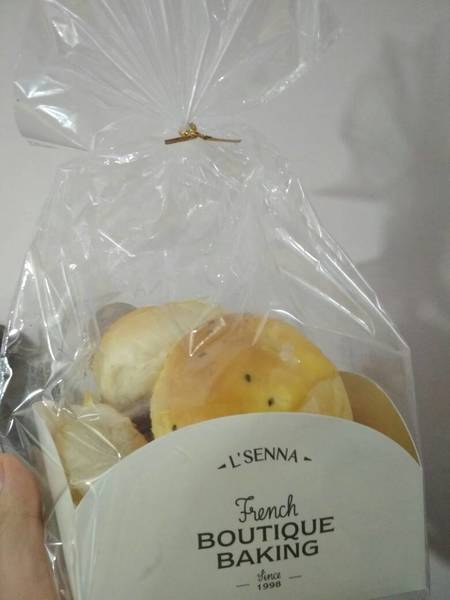 L'SENNA
French
BOUTIQUE
BAKING
Since
1998